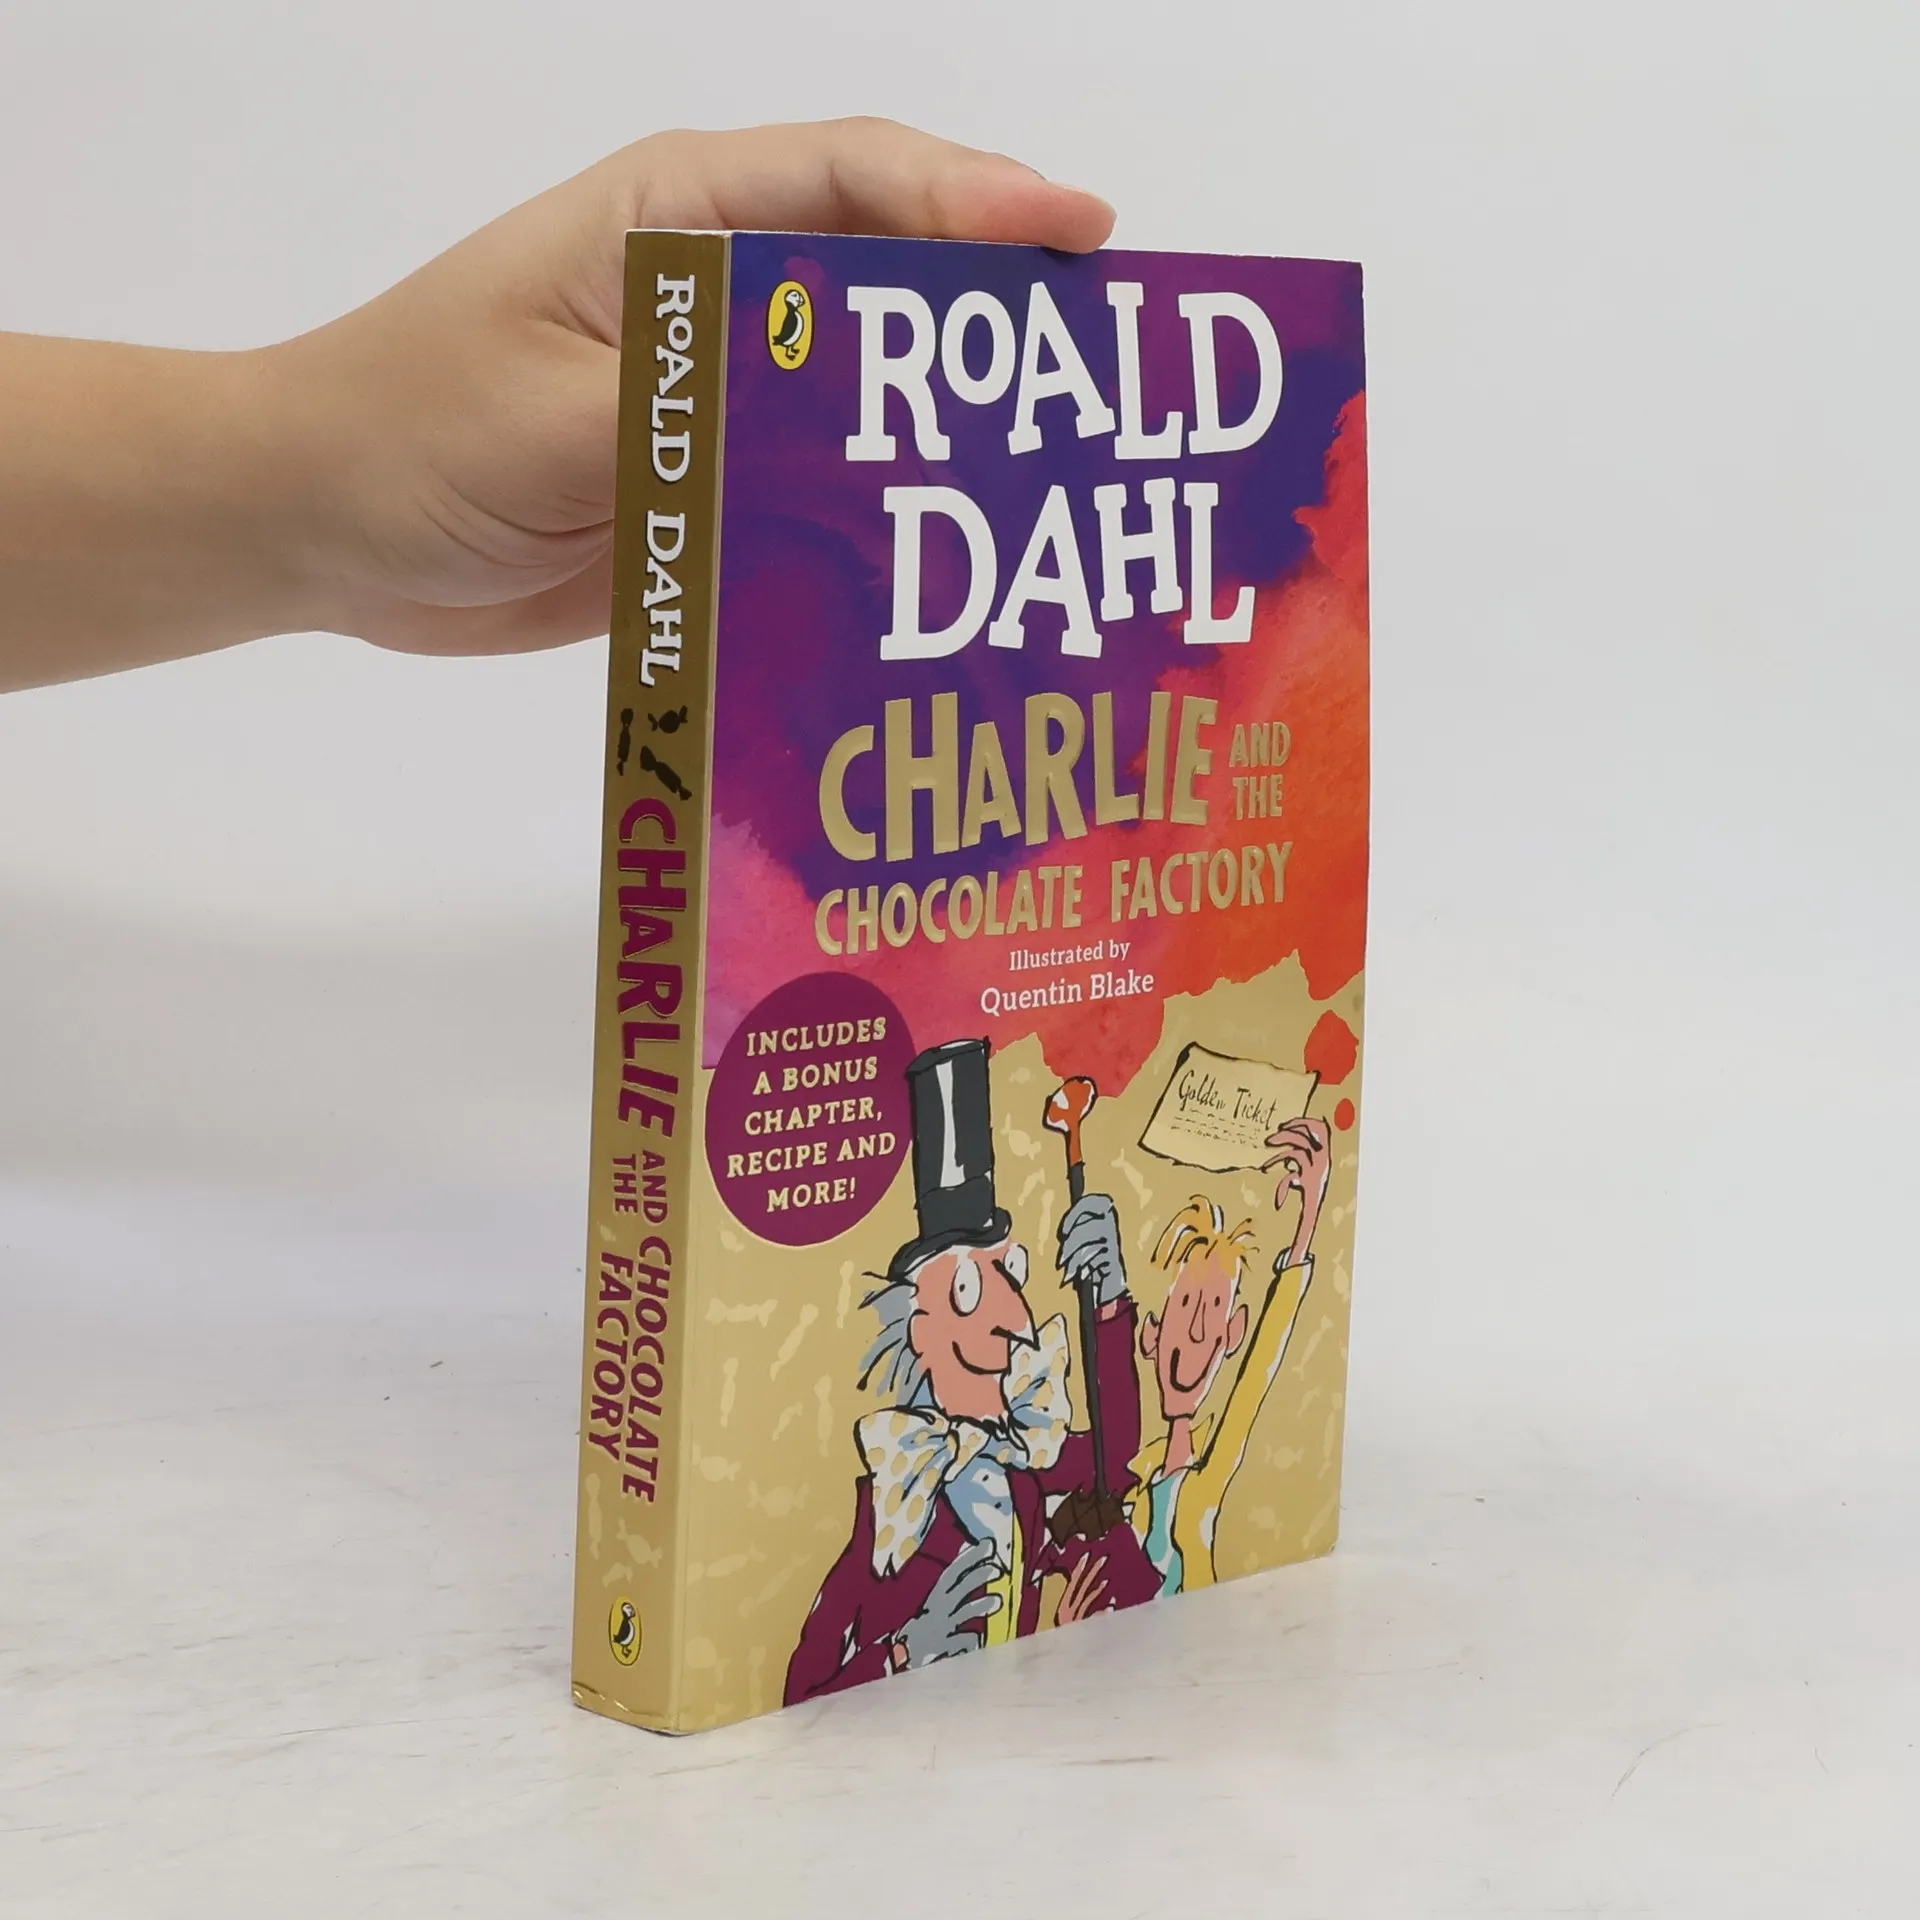 ROALD DAHL
CHARLIE AND THE
CHOCOLATE FACTORY
ROALD
DAHL
CHARLIE AND
THE
CHOCOLATE FACTORY
Illustrated by
Quentin Blake
INCLUDES
A BONUS
CHAPTER,
RECIPE AND
MORE!
Golden Ticket